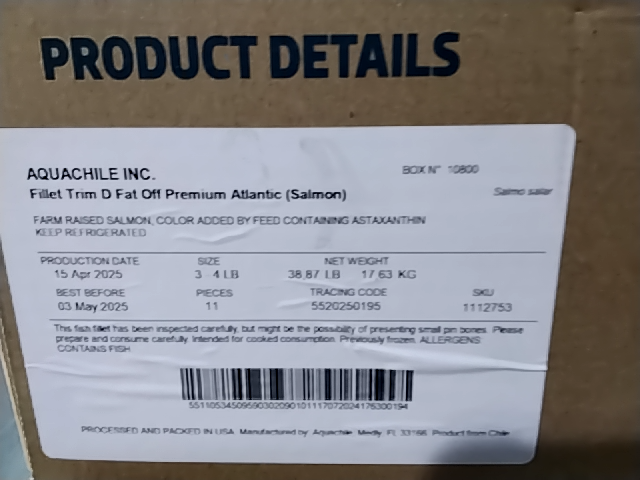 PRODUCT DETAILS
AQUACHILE INC.
BOX N° 10800
Fillet Trim D Fat Off Premium Atlantic (Salmon)
Salmo salar
FARM RAISED SALMON, COLOR ADDED BY FEED CONTAINING ASTAXANTHIN
KEEP REFRIGERATED
PRODUCTION DATE SIZE NET WEIGHT
15 Apr 2025 3 - 4 LB 38.87 LB 17.63 KG
BEST BEFORE PIECES TRACING CODE SKU
03 May 2025 11 5520250195 1112753
This fish fillet has been inspected carefully, but might be the possibility of presenting small pin bones. Please
prepare and consume carefully. Intended for cooked consumption. Previously frozen. ALLERGENS:
CONTAINS FISH
PROCESSED AND PACKED IN USA. Manufactured by: Aquachile. Medly, FL 33166. Product from Chile